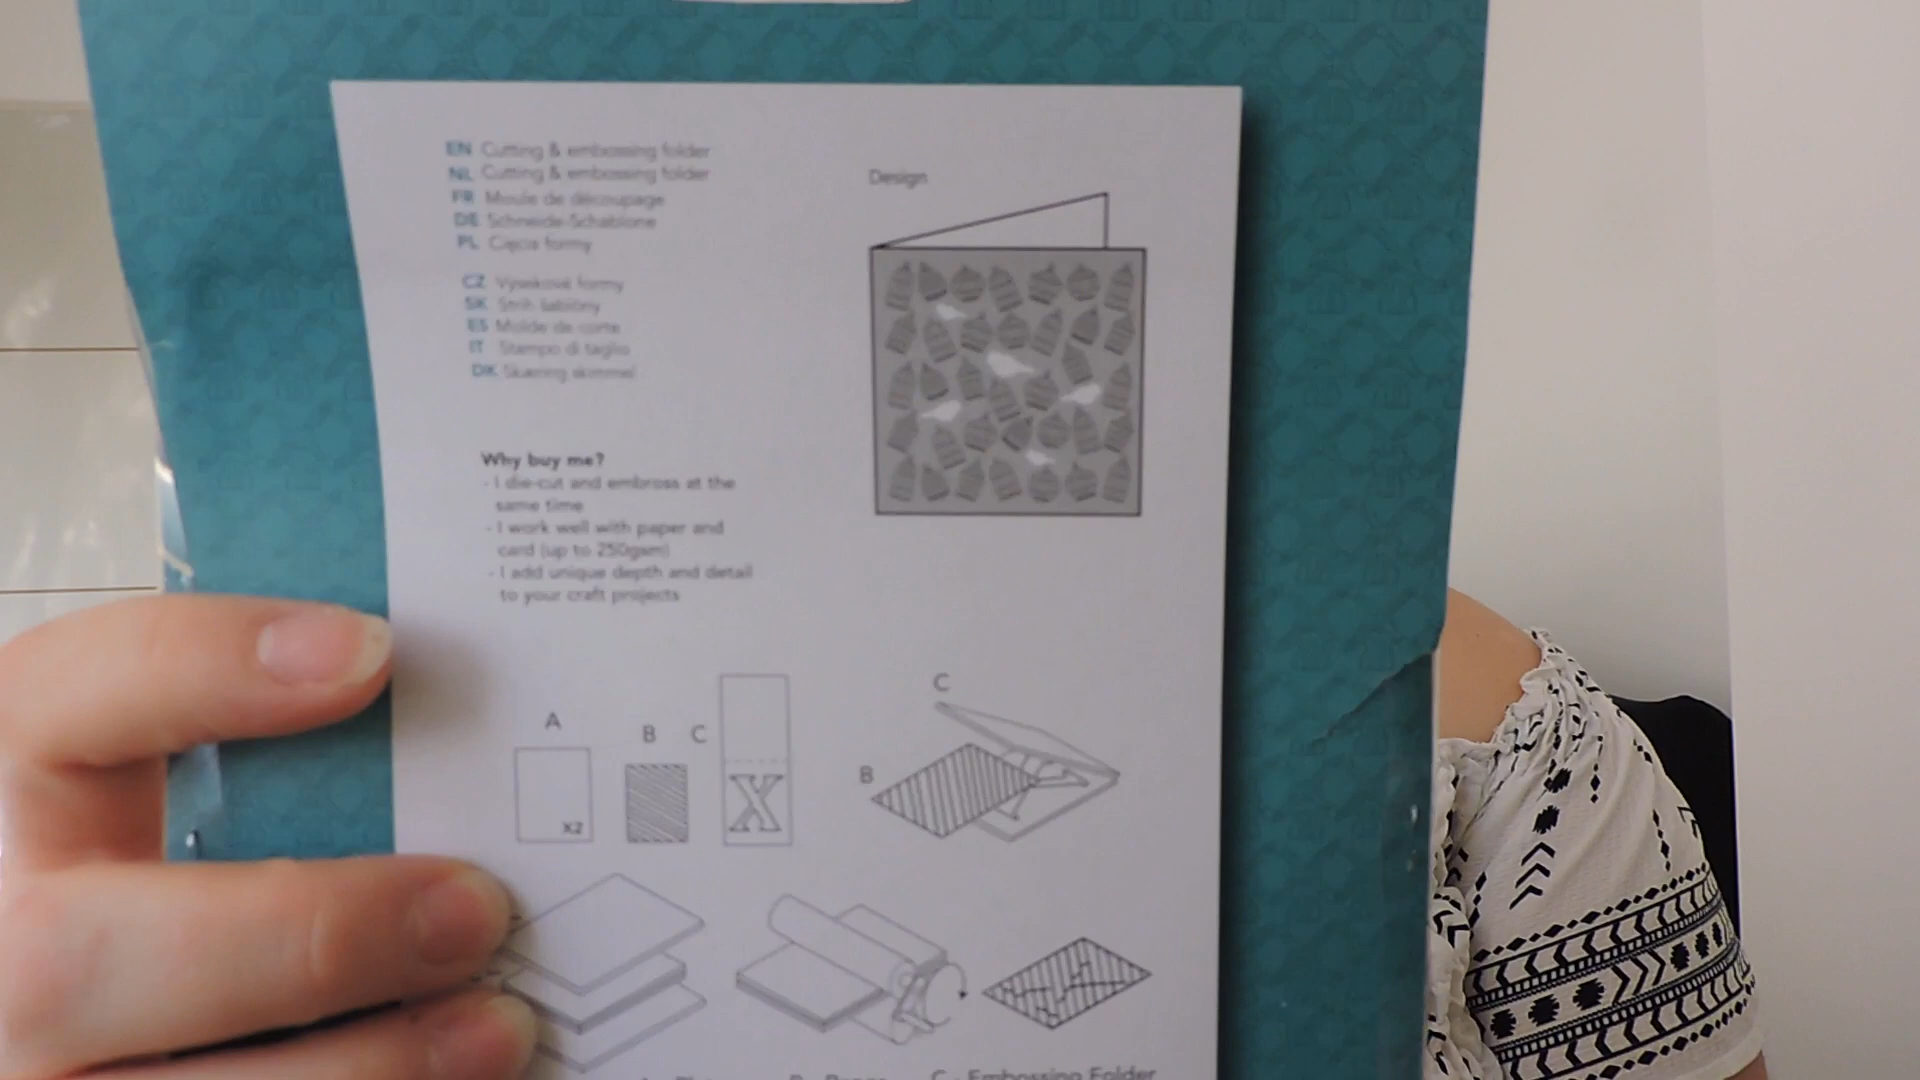 EN Cutting & embossing folder
NL Cutting & embossing folder
FR Moule de découpage
DE Schneide-Schablone
PL Cięcia formy
CZ Výsekové formy
SK Strih šablóny
ES Molde de corte
IT Stampo di taglio
DK Skæring skimmel
Why buy me?
- I die-cut and embross at the
same time
- I work well with paper and
card (up to 250gsm)
- I add unique depth and detail
to your craft projects
Design
A
B
C
X2
X
C
B
C - Embossing Folder